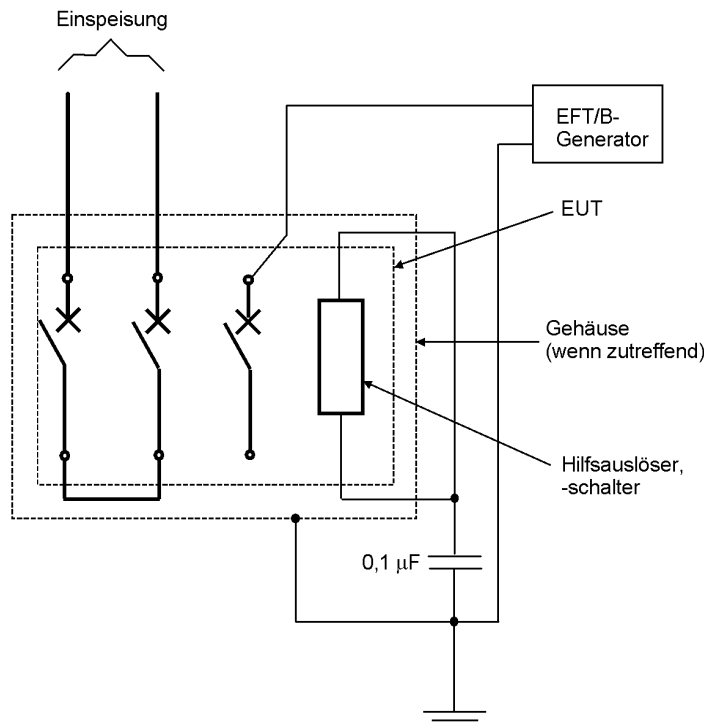 Einspeisung
EFT/B-
Generator
EUT
Gehäuse
(wenn zutreffend)
Hilfsauslöser,
-schalter
0,1 μF